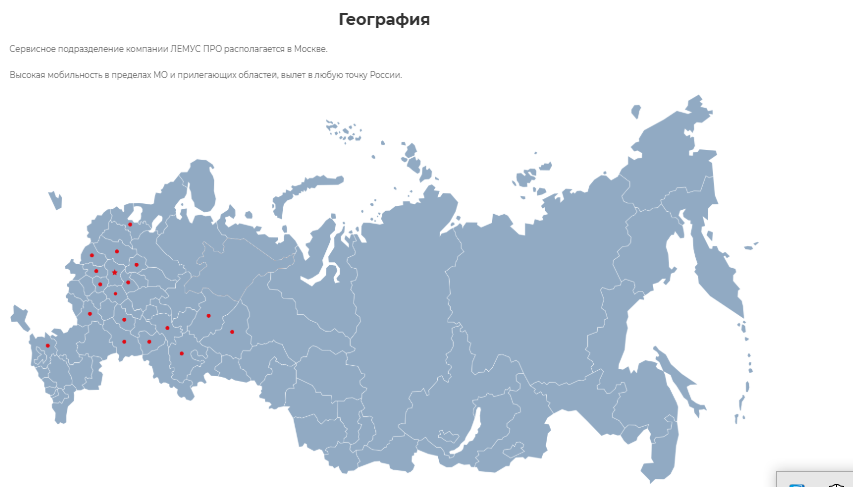 География
Сервисное подразделение компании ЛЕМУС ПРО располагается в Москве.
Высокая мобильность в пределах МО и прилегающих областей, вылет в любую точку России.